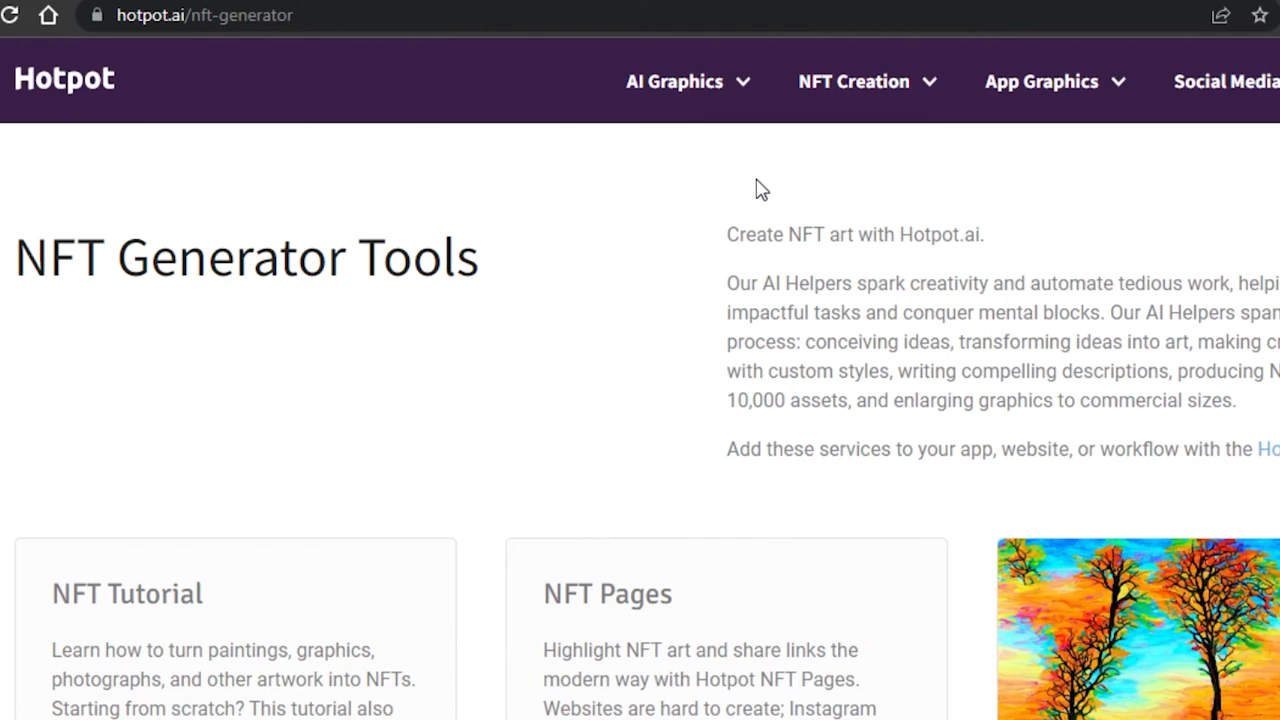 hotpot.ai/nft-generator
Hotpot
AI Graphics
NFT Creation
App Graphics
Social Media
NFT Generator Tools
Create NFT art with Hotpot.ai.
Our AI Helpers spark creativity and automate tedious work, helpi
impactful tasks and conquer mental blocks. Our AI Helpers span
process: conceiving ideas, transforming ideas into art, making cr
with custom styles, writing compelling descriptions, producing N
10,000 assets, and enlarging graphics to commercial sizes.
Add these services to your app, website, or workflow with the Ho
NFT Tutorial
Learn how to turn paintings, graphics,
photographs, and other artwork into NFTs.
Starting from scratch? This tutorial also
NFT Pages
Highlight NFT art and share links the
modern way with Hotpot NFT Pages.
Websites are hard to create; Instagram